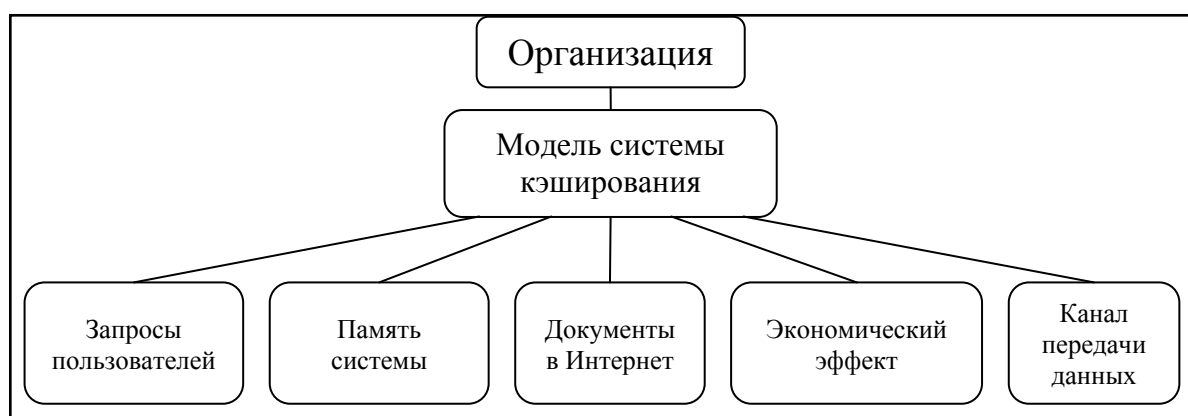 Организация
Модель системы
кэширования
Запросы
пользователей
Память
системы
Документы
в Интернет
Экономический
эффект
Канал
передачи
данных